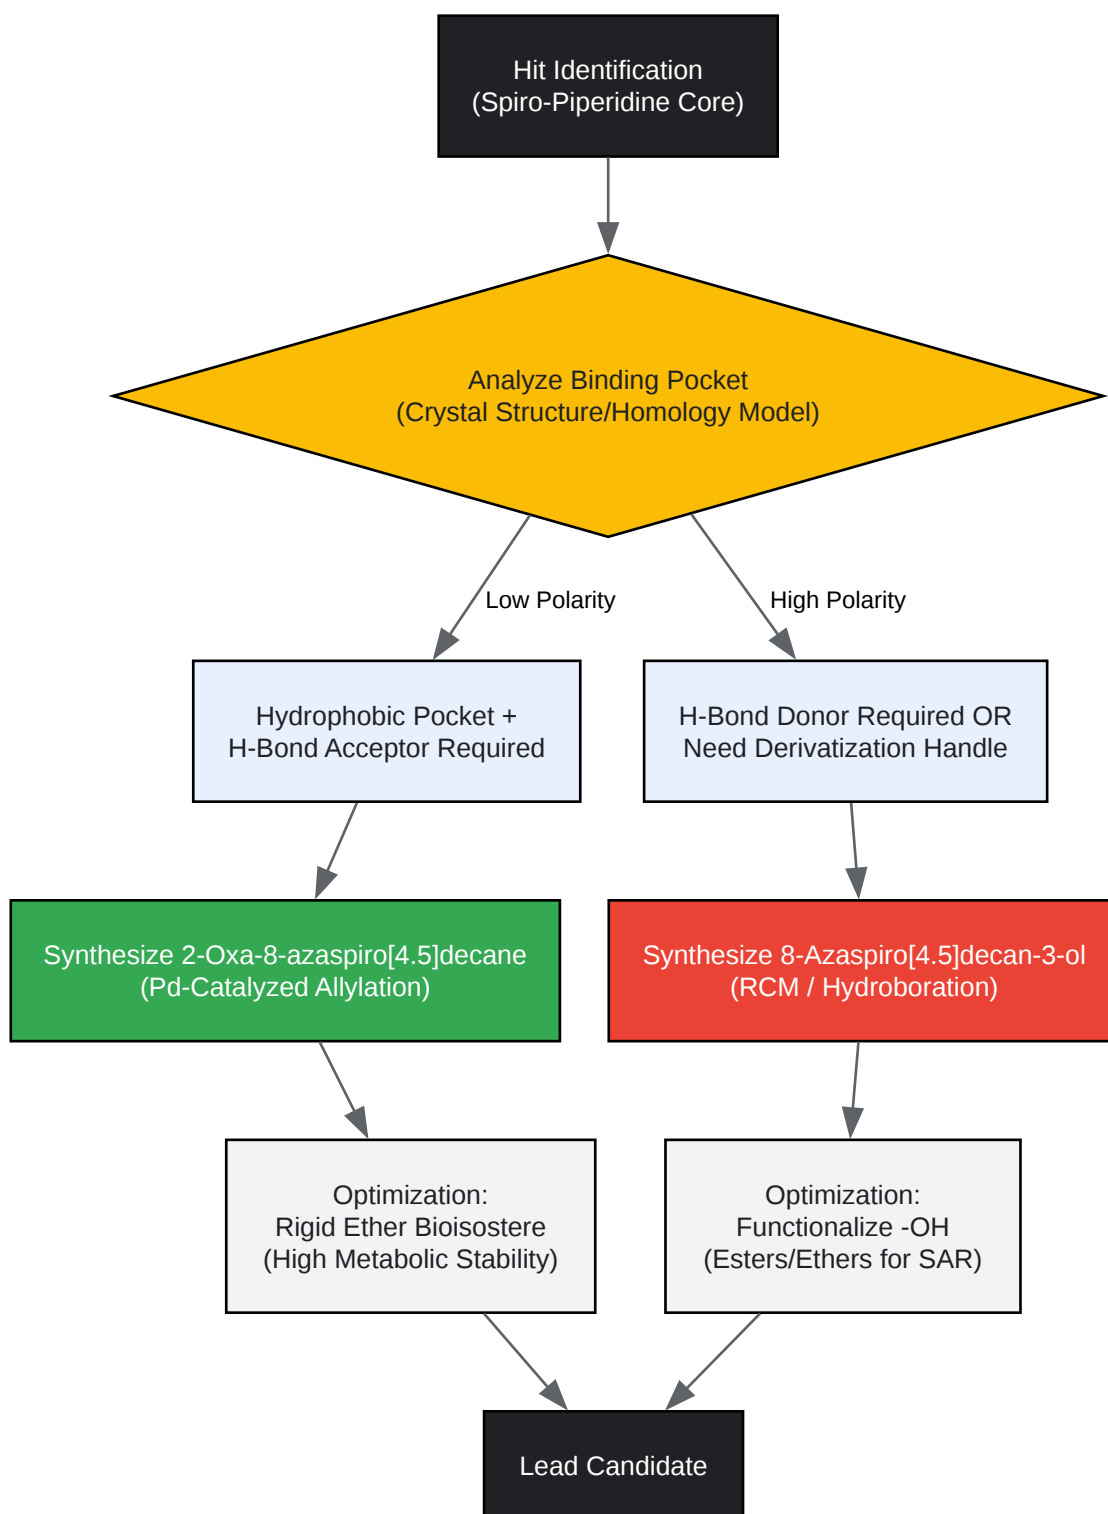 Hit Identification
(Spiro-Piperidine Core)
Analyze Binding Pocket
(Crystal Structure/Homology Model)
Low Polarity
High Polarity
Hydrophobic Pocket +
H-Bond Acceptor Required
H-Bond Donor Required OR
Need Derivatization Handle
Synthesize 2-Oxa-8-azaspiro[4.5]decane
(Pd-Catalyzed Allylation)
Synthesize 8-Azaspiro[4.5]decan-3-ol
(RCM / Hydroboration)
Optimization:
Rigid Ether Bioisostere
(High Metabolic Stability)
Optimization:
Functionalize -OH
(Esters/Ethers for SAR)
Lead Candidate